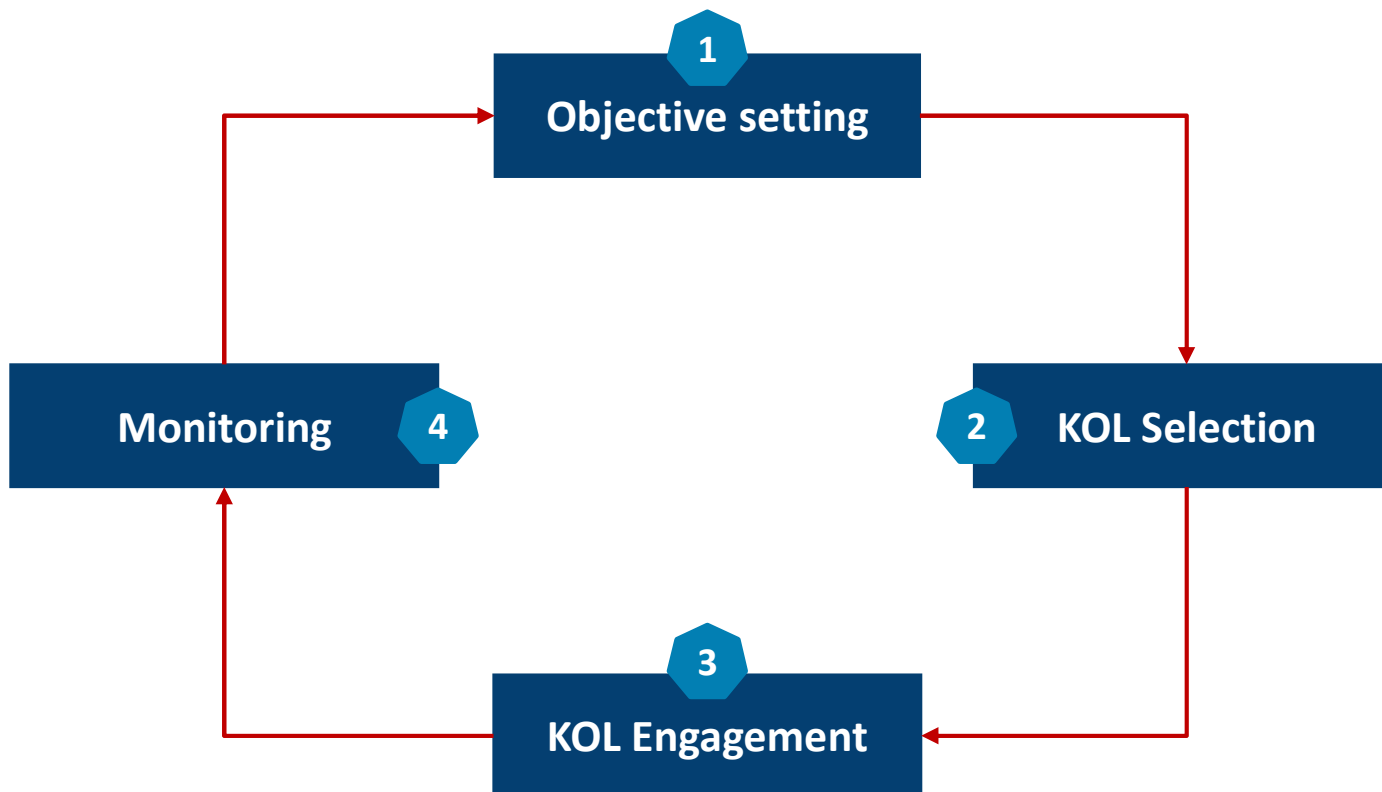 1
Objective setting
2
KOL Selection
3
KOL Engagement
4
Monitoring